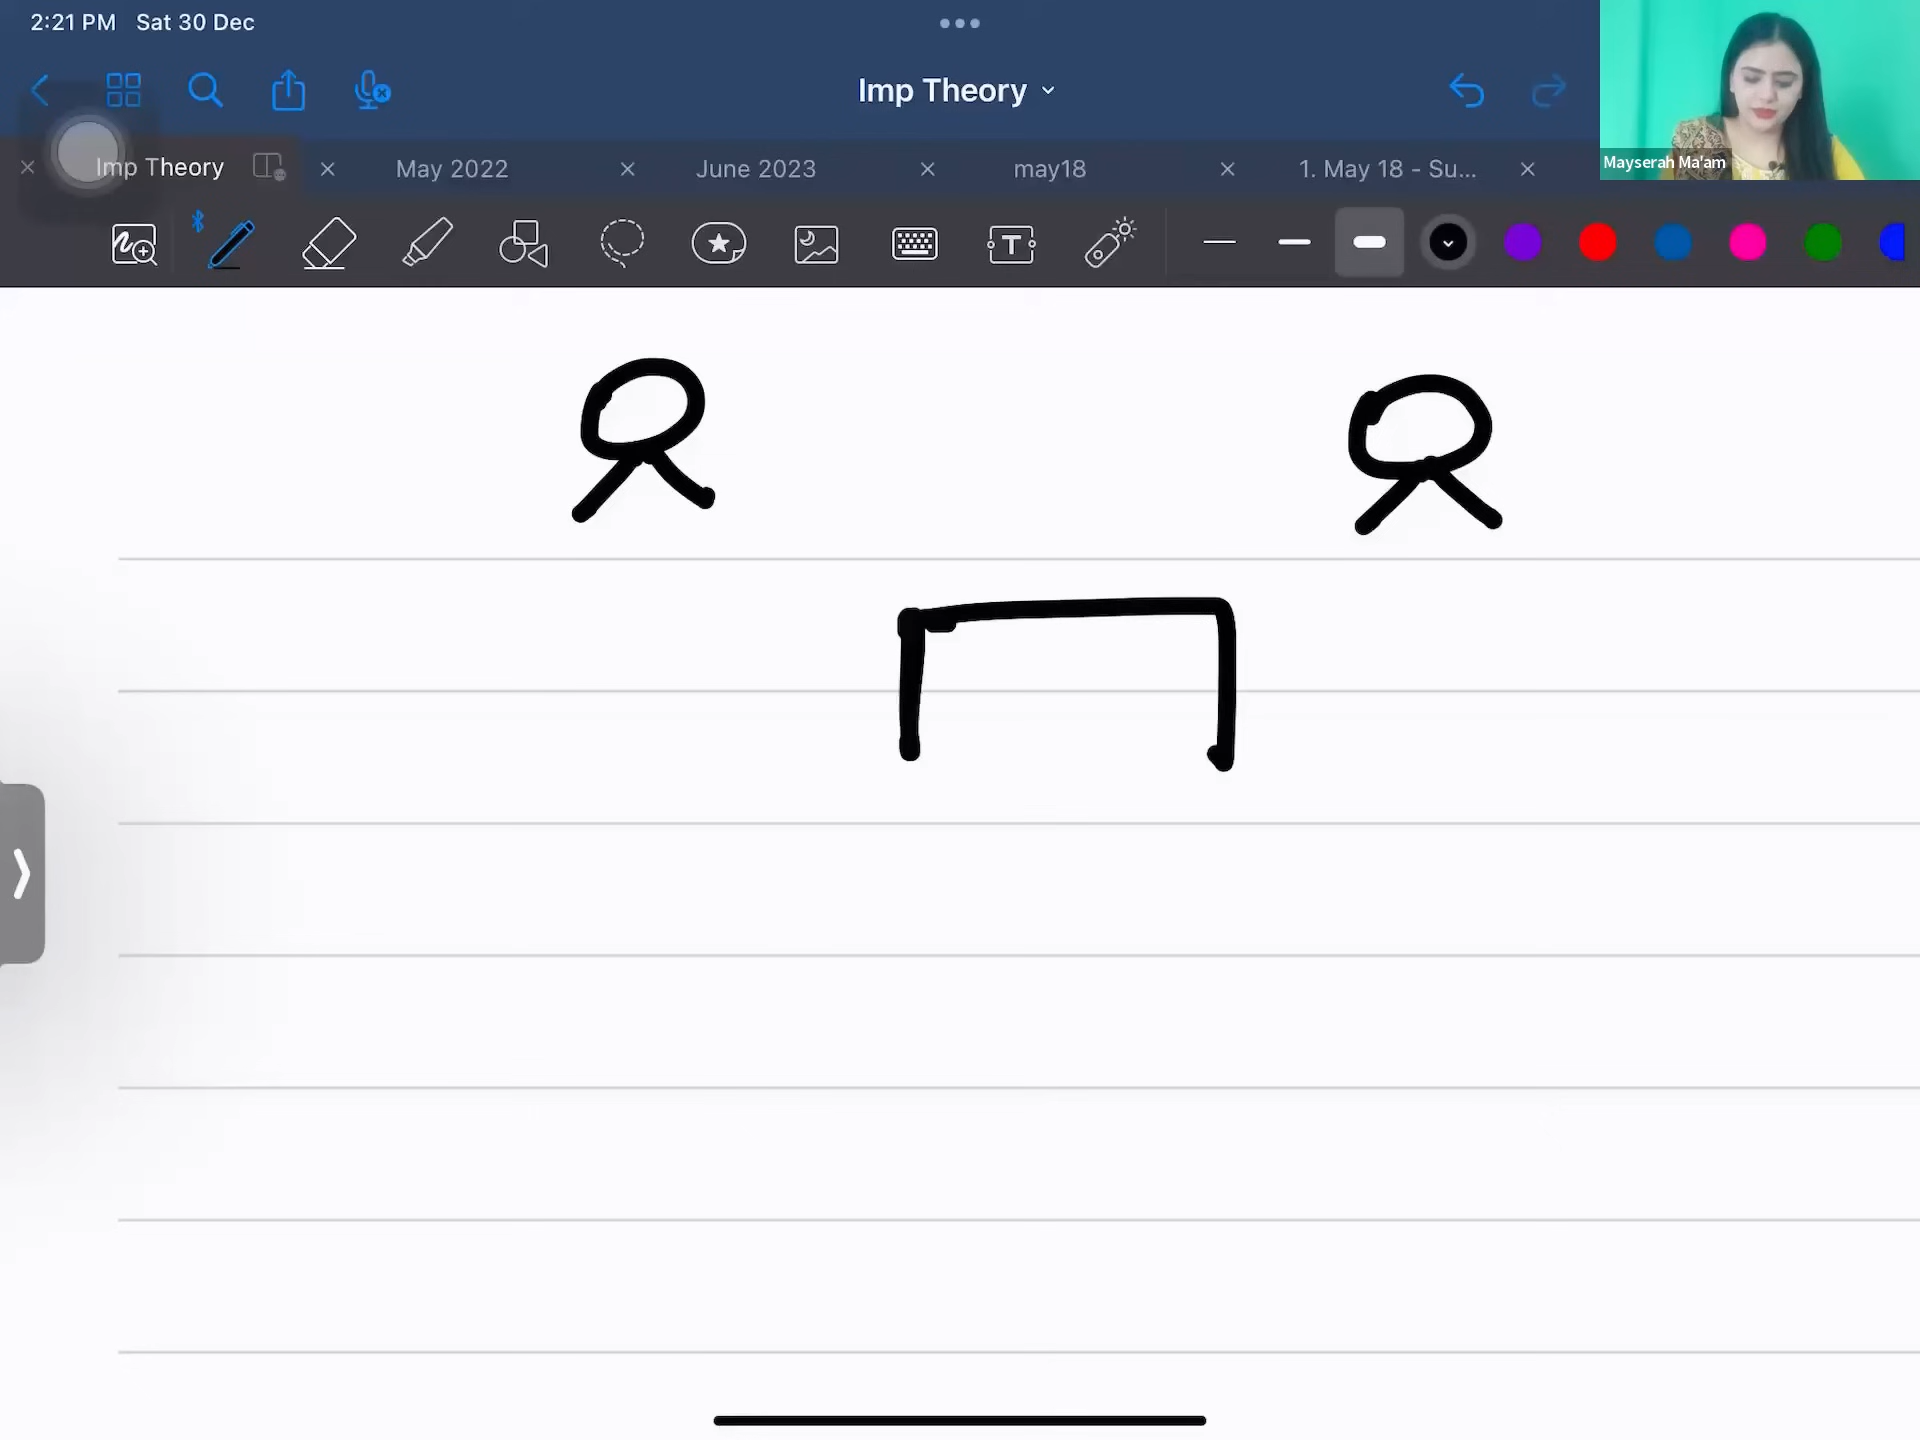 2:21 PM Sat 30 Dec
Imp Theory
Imp Theory
May 2022
June 2023
may18
1. May 18 - Su...
Mayserah Ma'am